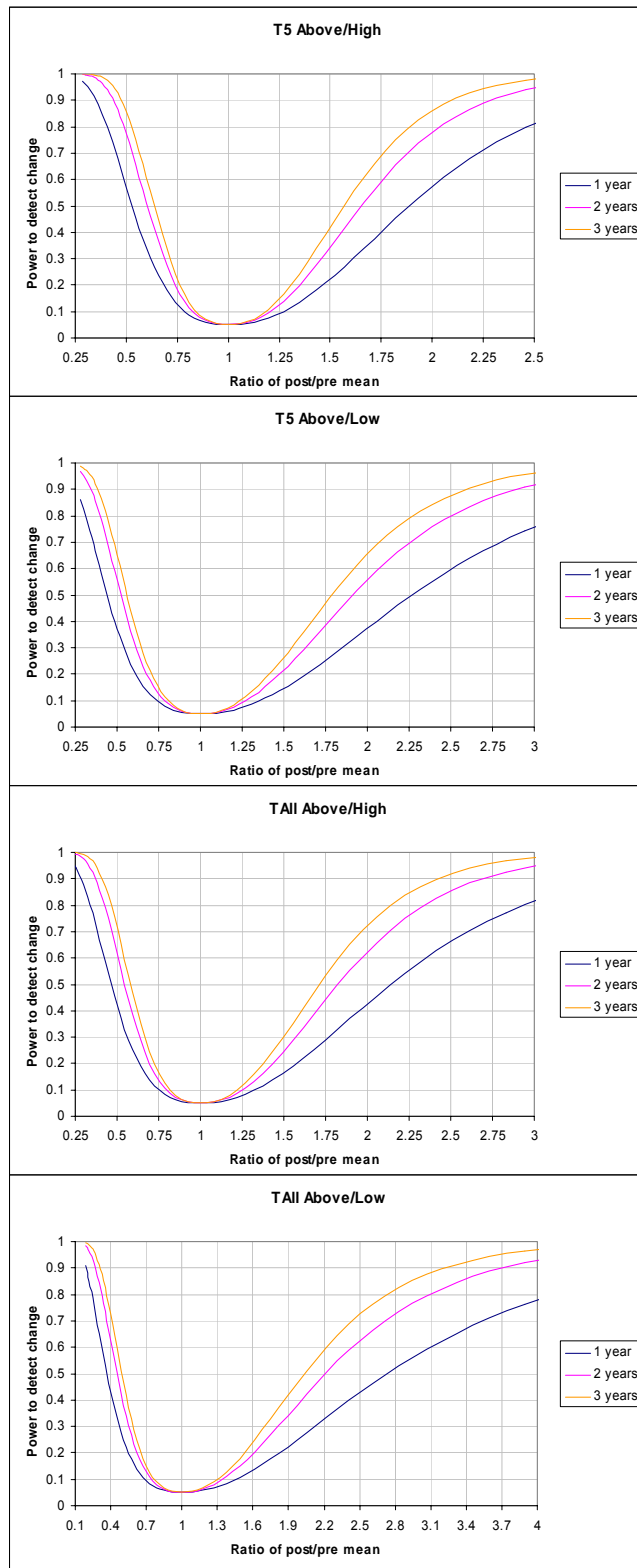 T5 Above/High
Power to detect change
1
0.9
0.8
0.7
0.6
0.5
0.4
0.3
0.2
0.1
0
0.25 0.5 0.75 1 1.25 1.5 1.75 2 2.25 2.5
Ratio of post/pre mean
1 year
2 years
3 years
T5 Above/Low
Power to detect change
1
0.9
0.8
0.7
0.6
0.5
0.4
0.3
0.2
0.1
0
0.25 0.5 0.75 1 1.25 1.5 1.75 2 2.25 2.5 2.75 3
Ratio of post/pre mean
1 year
2 years
3 years
TAll Above/High
Power to detect change
1
0.9
0.8
0.7
0.6
0.5
0.4
0.3
0.2
0.1
0
0.25 0.5 0.75 1 1.25 1.5 1.75 2 2.25 2.5 2.75 3
Ratio of post/pre mean
1 year
2 years
3 years
TAll Above/Low
Power to detect change
1
0.9
0.8
0.7
0.6
0.5
0.4
0.3
0.2
0.1
0
0.1 0.4 0.7 1 1.3 1.6 1.9 2.2 2.5 2.8 3.1 3.4 3.7 4
Ratio of post/pre mean
1 year
2 years
3 years